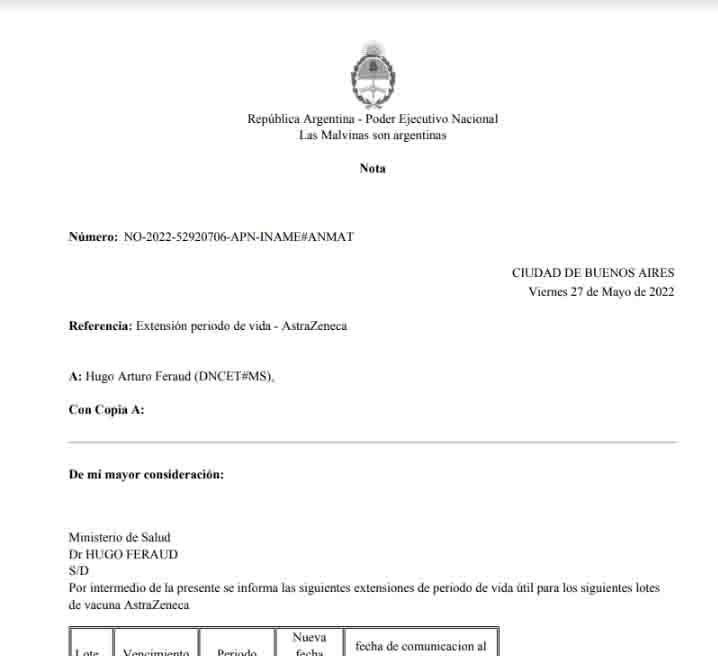 República Argentina - Poder Ejecutivo Nacional
Las Malvinas son argentinas
Nota
Número: NO-2022-52920706-APN-INAME#ANMAT
CIUDAD DE BUENOS AIRES
Viernes 27 de Mayo de 2022
Referencia: Extensión periodo de vida - AstraZeneca
A: Hugo Arturo Feraud (DNCET#MS),
Con Copia A:
De mi mayor consideración:
Ministerio de Salud
Dr HUGO FERAUD
S/D
Por intermedio de la presente se informa las siguientes extensiones de periodo de vida útil para los siguientes lotes
de vacuna AstraZeneca
Nueva
Lote Vencimiento Periodo fecha fecha de comunicacion al